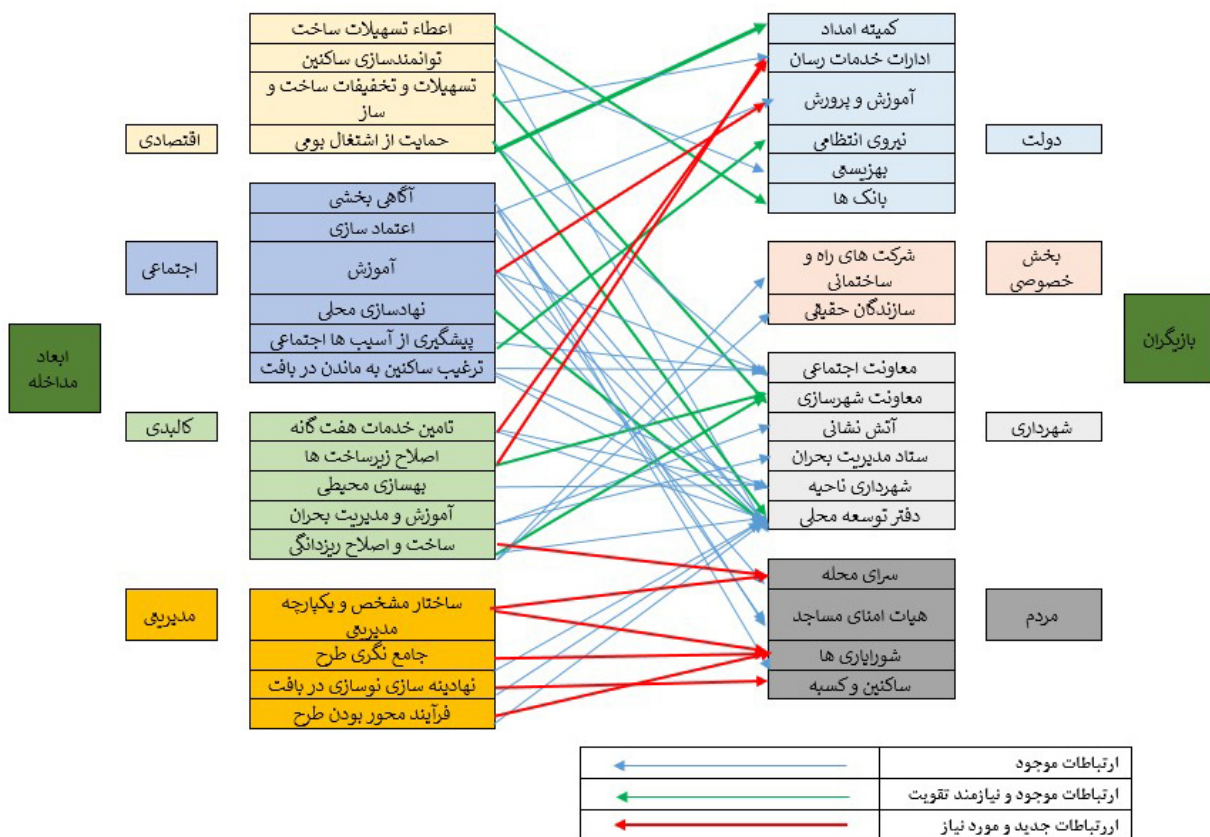 بازیگران
دولت
کمیته امداد
ادارات خدمات رسان
آموزش و پرورش
نیروی انتظامی
بهزیستی
بانک ها
بخش
خصوصی
شرکت های راه و
ساختمانی
سازندگان حقیقی
شهرداری
معاونت اجتماعی
معاونت شهرسازی
آتش نشانی
ستاد مدیریت بحران
شهرداری ناحیه
دفتر توسعه محلی
مردم
سرای محله
هیات امنای مساجد
شورایاری ها
ساکنین و کسبه
اعطاء تسهیلات ساخت
توانمندسازی ساکنین
تسهیلات و تخفیفات ساخت و
ساز
حمایت از اشتغال بومی
اقتصادی
آگاهی بخشی
اعتماد سازی
آموزش
نهادسازی محلی
پیشگیری از آسیب ها اجتماعی
ترغیب ساکنین به ماندن در بافت
اجتماعی
تامین خدمات هفت گانه
اصلاح زیرساخت ها
بهسازی محیطی
آموزش و مدیریت بحران
ساخت و اصلاح ریزدانگی
کالبدی
ساختار مشخص و یکپارچه
مدیریتی
جامع نگری طرح
نهادینه سازی نوسازی در بافت
فرآیند محور بودن طرح
مدیریتی
ابعاد
مداخله
ارتباطات موجود
ارتباطات موجود و نیازمند تقویت
اررتباطات جدید و مورد نیاز